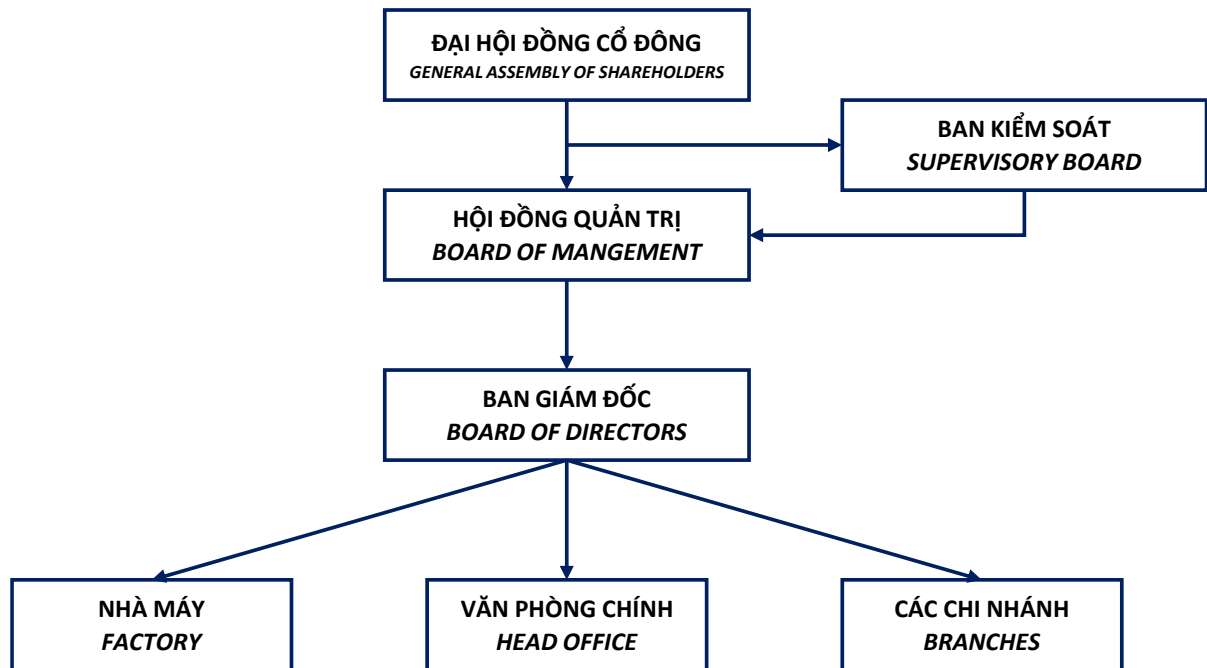 ĐẠI HỘI ĐỒNG CỔ ĐÔNG
GENERAL ASSEMBLY OF SHAREHOLDERS
BAN KIỂM SOÁT
SUPERVISORY BOARD
HỘI ĐỒNG QUẢN TRỊ
BOARD OF MANGEMENT
BAN GIÁM ĐỐC
BOARD OF DIRECTORS
NHÀ MÁY
FACTORY
VĂN PHÒNG CHÍNH
HEAD OFFICE
CÁC CHI NHÁNH
BRANCHES